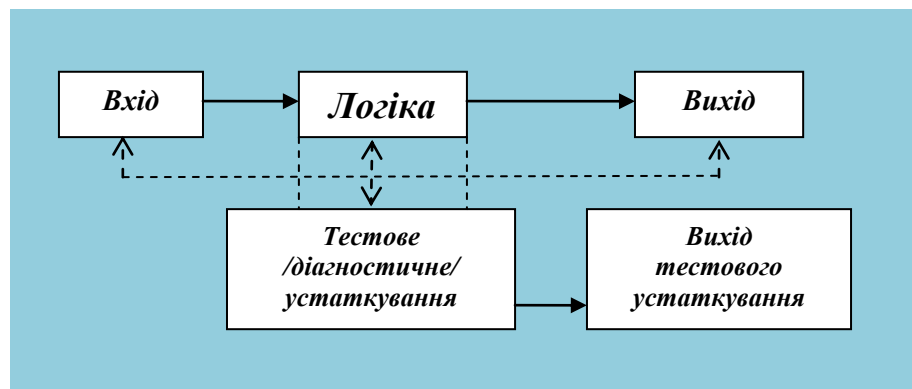 Вхід
Логіка
Вихід
Тестове
/діагностичне/
устаткування
Вихід
тестового
устаткування